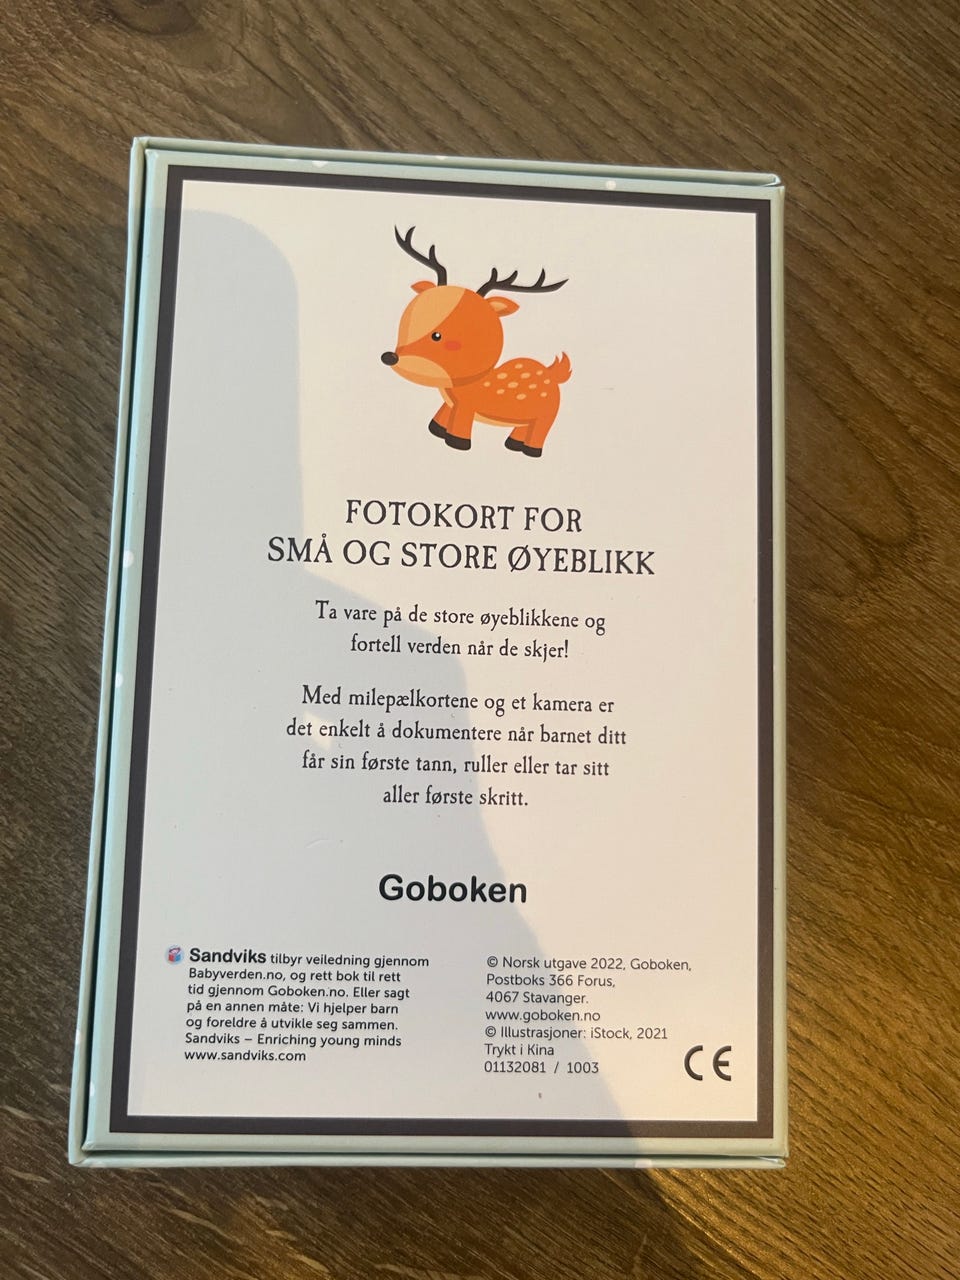 FOTOKORT FOR
SMÅ OG STORE ØYEBLIKK
Ta vare på de store øyeblikkene og
fortell verden når de skjer!
Med milepælkortene og et kamera er
det enkelt å dokumentere når barnet ditt
får sin første tann, ruller eller tar sitt
aller første skritt.
Goboken
Sandviks tilbyr veiledning gjennom
Babyverden.no, og rett bok til rett
tid gjennom Goboken.no. Eller sagt
på en annen måte: Vi hjelper barn
og foreldre å utvikle seg sammen.
Sandviks – Enriching young minds
www.sandviks.com
© Norsk utgave 2022, Goboken,
Postboks 366 Forus,
4067 Stavanger.
www.goboken.no
© Illustrasjoner: iStock, 2021
Trykt i Kina
01132081 / 1003
CE